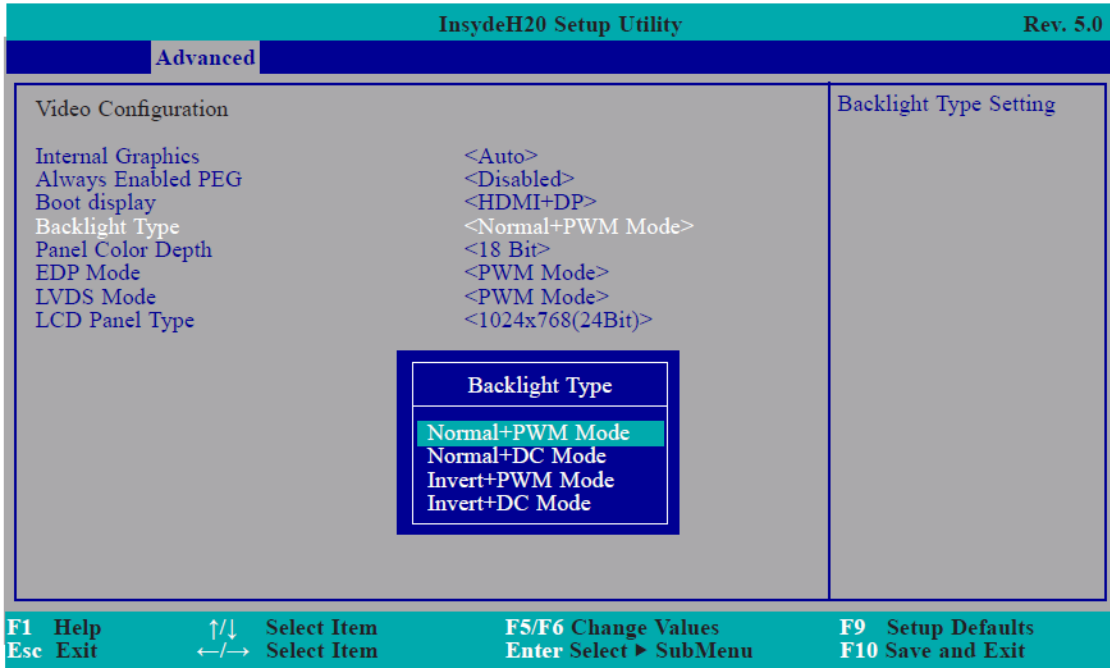 InsydeH20 Setup Utility Rev. 5.0
Advanced
Video Configuration
Internal Graphics <Auto>
Always Enabled PEG <Disabled>
Boot display <HDMI+DP>
Backlight Type <Normal+PWM Mode>
Panel Color Depth <18 Bit>
EDP Mode <PWM Mode>
LVDS Mode <PWM Mode>
LCD Panel Type <1024x768(24Bit)>
Backlight Type Setting
Backlight Type
Normal+PWM Mode
Normal+DC Mode
Invert+PWM Mode
Invert+DC Mode
F1 Help ↑/↓ Select Item F5/F6 Change Values F9 Setup Defaults
Esc Exit ←/→ Select Item Enter Select ▶ SubMenu F10 Save and Exit